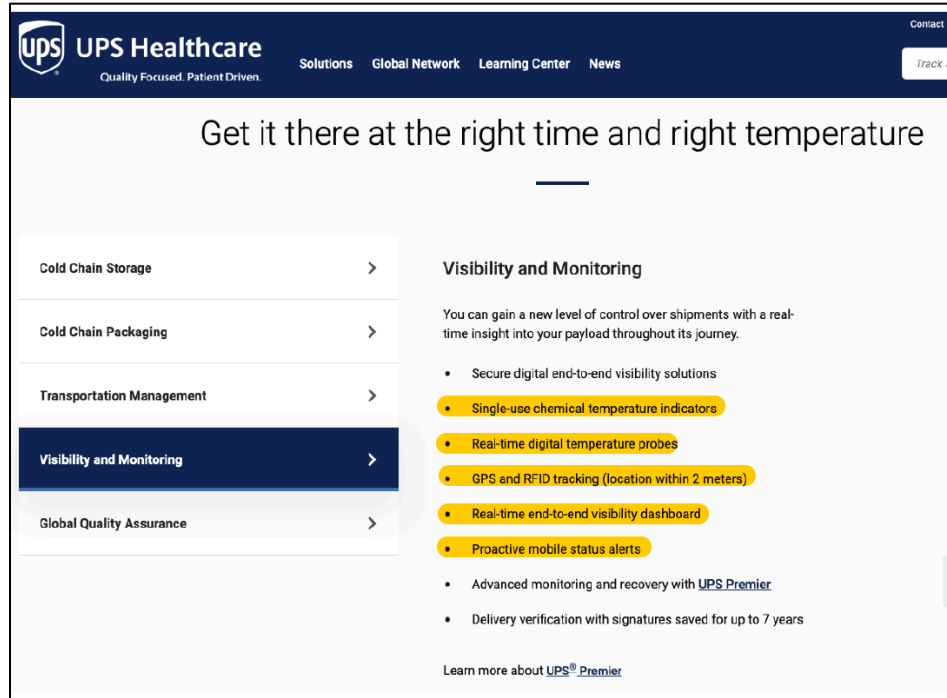 Contact
ups UPS Healthcare
Quality Focused. Patient Driven.
Solutions Global Network Learning Center News
Track
Get it there at the right time and right temperature
Cold Chain Storage
Cold Chain Packaging
Transportation Management
Visibility and Monitoring
Global Quality Assurance
Visibility and Monitoring
You can gain a new level of control over shipments with a real-
time insight into your payload throughout its journey.
• Secure digital end-to-end visibility solutions
• Single-use chemical temperature indicators
• Real-time digital temperature probes
• GPS and RFID tracking (location within 2 meters)
• Real-time end-to-end visibility dashboard
• Proactive mobile status alerts
• Advanced monitoring and recovery with UPS Premier
• Delivery verification with signatures saved for up to 7 years
Learn more about UPS® Premier